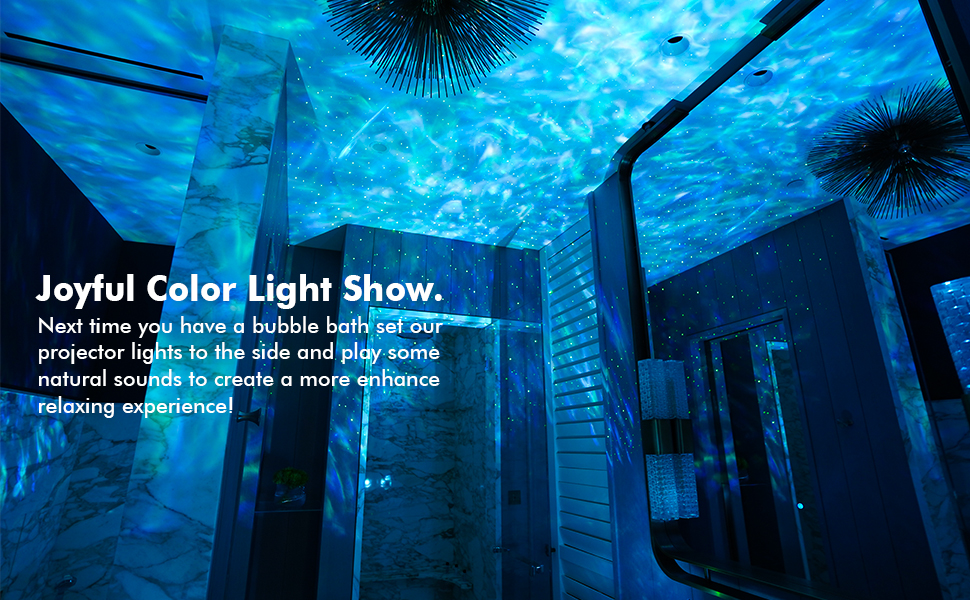 Joyful Color Light Show.
Next time you have a bubble bath set our
projector lights to the side and play some
natural sounds to create a more enhance
relaxing experience!